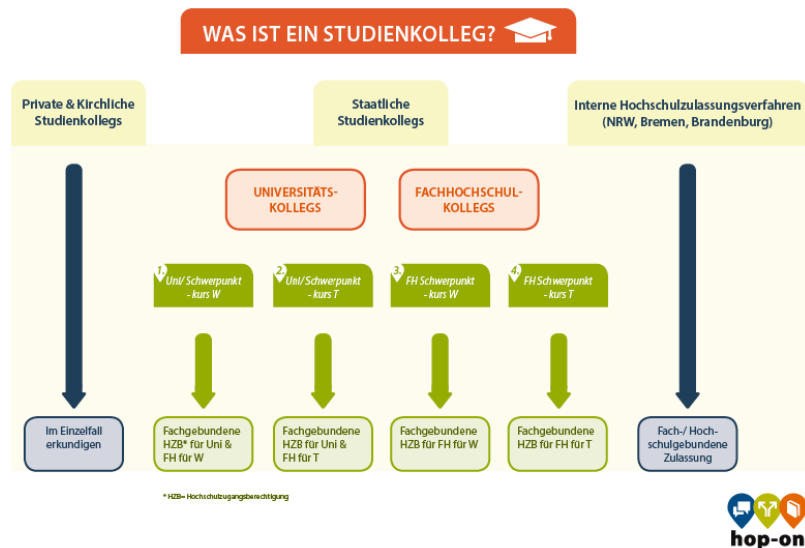 WAS IST EIN STUDIENKOLLEG?
Private & Kirchliche
Studienkollegs
Staatliche
Studienkollegs
Interne Hochschulzulassungsverfahren
(NRW, Bremen, Brandenburg)
UNIVERSITÄTS-
KOLLEGS
FACHHOCHSCHUL-
KOLLEGS
1.
Uni/ Schwerpunkt
- kurs W
2.
Uni/ Schwerpunkt
- kurs T
3.
FH Schwerpunkt
- kurs W
4.
FH Schwerpunkt
- kurs T
Im Einzelfall
erkundigen
Fachgebundene
HZB* für Uni &
FH für W
Fachgebundene
HZB für Uni &
FH für T
Fachgebundene
HZB für FH für W
Fachgebundene
HZB für FH für T
Fach-/ Hoch-
schulgebundene
Zulassung
* HZB= Hochschulzugangsberechtigung
hop-on